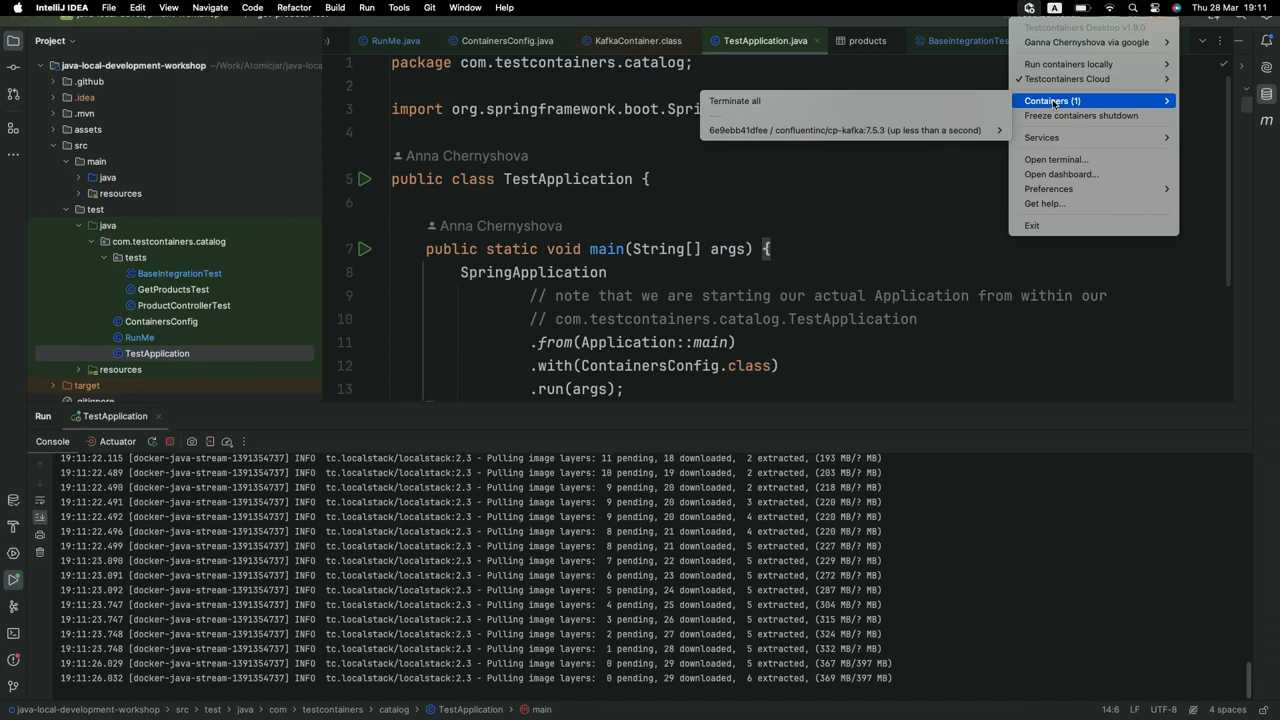 IntelliJ IDEA File Edit View Navigate Code Refactor Build Run Tools Git Window Help Thu 28 Mar 19:11
Project
RunMe.java ContainersConfig.java KafkaContainer.class TestApplication.java products BaseIntegrationTes
java-local-development-workshop
.github
.idea
.mvn
assets
src
main
java
resources
test
java
com.testcontainers.catalog
tests
BaseIntegrationTest
GetProductsTest
ProductControllerTest
ContainersConfig
RunMe
TestApplication
resources
target
.gitignore
1 package com.testcontainers.catalog;
3 import org.springframework.boot.Spri
4
Anna Chernyshova
5 public class TestApplication {
6
Anna Chernyshova
7 public static void main(String[] args) {
8 SpringApplication
9 // note that we are starting our actual Application from within our
10 // com.testcontainers.catalog.TestApplication
11 .from(Application::main)
12 .with(ContainersConfig.class)
13 .run(args);
Testcontainers Desktop v1.9.0
Ganna Chernyshova via google
Run containers locally
✓ Testcontainers Cloud
Containers (1)
Freeze containers shutdown
Services
Open terminal...
Open dashboard...
Preferences
Get help...
Exit
Terminate all
6e9ebb41dfee / confluentinc/cp-kafka:7.5.3 (up less than a second)
Run TestApplication
Console Actuator
19:11:22.115 [docker-java-stream-1391354737] INFO tc.localstack/localstack:2.3 - Pulling image layers: 11 pending, 18 downloaded, 2 extracted, (193 MB/? MB)
19:11:22.489 [docker-java-stream-1391354737] INFO tc.localstack/localstack:2.3 - Pulling image layers: 10 pending, 19 downloaded, 2 extracted, (203 MB/? MB)
19:11:22.490 [docker-java-stream-1391354737] INFO tc.localstack/localstack:2.3 - Pulling image layers: 9 pending, 20 downloaded, 2 extracted, (218 MB/? MB)
19:11:22.491 [docker-java-stream-1391354737] INFO tc.localstack/localstack:2.3 - Pulling image layers: 9 pending, 20 downloaded, 3 extracted, (220 MB/? MB)
19:11:22.492 [docker-java-stream-1391354737] INFO tc.localstack/localstack:2.3 - Pulling image layers: 9 pending, 20 downloaded, 4 extracted, (220 MB/? MB)
19:11:22.496 [docker-java-stream-1391354737] INFO tc.localstack/localstack:2.3 - Pulling image layers: 8 pending, 21 downloaded, 4 extracted, (220 MB/? MB)
19:11:22.499 [docker-java-stream-1391354737] INFO tc.localstack/localstack:2.3 - Pulling image layers: 8 pending, 21 downloaded, 5 extracted, (227 MB/? MB)
19:11:23.090 [docker-java-stream-1391354737] INFO tc.localstack/localstack:2.3 - Pulling image layers: 7 pending, 22 downloaded, 5 extracted, (229 MB/? MB)
19:11:23.091 [docker-java-stream-1391354737] INFO tc.localstack/localstack:2.3 - Pulling image layers: 6 pending, 23 downloaded, 5 extracted, (272 MB/? MB)
19:11:23.092 [docker-java-stream-1391354737] INFO tc.localstack/localstack:2.3 - Pulling image layers: 5 pending, 24 downloaded, 5 extracted, (287 MB/? MB)
19:11:23.747 [docker-java-stream-1391354737] INFO tc.localstack/localstack:2.3 - Pulling image layers: 4 pending, 25 downloaded, 5 extracted, (304 MB/? MB)
19:11:23.747 [docker-java-stream-1391354737] INFO tc.localstack/localstack:2.3 - Pulling image layers: 3 pending, 26 downloaded, 5 extracted, (315 MB/? MB)
19:11:23.748 [docker-java-stream-1391354737] INFO tc.localstack/localstack:2.3 - Pulling image layers: 2 pending, 27 downloaded, 5 extracted, (324 MB/? MB)
19:11:23.748 [docker-java-stream-1391354737] INFO tc.localstack/localstack:2.3 - Pulling image layers: 1 pending, 28 downloaded, 5 extracted, (332 MB/? MB)
19:11:26.029 [docker-java-stream-1391354737] INFO tc.localstack/localstack:2.3 - Pulling image layers: 0 pending, 29 downloaded, 5 extracted, (367 MB/397 MB)
19:11:26.032 [docker-java-stream-1391354737] INFO tc.localstack/localstack:2.3 - Pulling image layers: 0 pending, 29 downloaded, 6 extracted, (369 MB/397 MB)
java-local-development-workshop > src > test > java > com > testcontainers > catalog > TestApplication > main 14:6 LF UTF-8 4 spaces